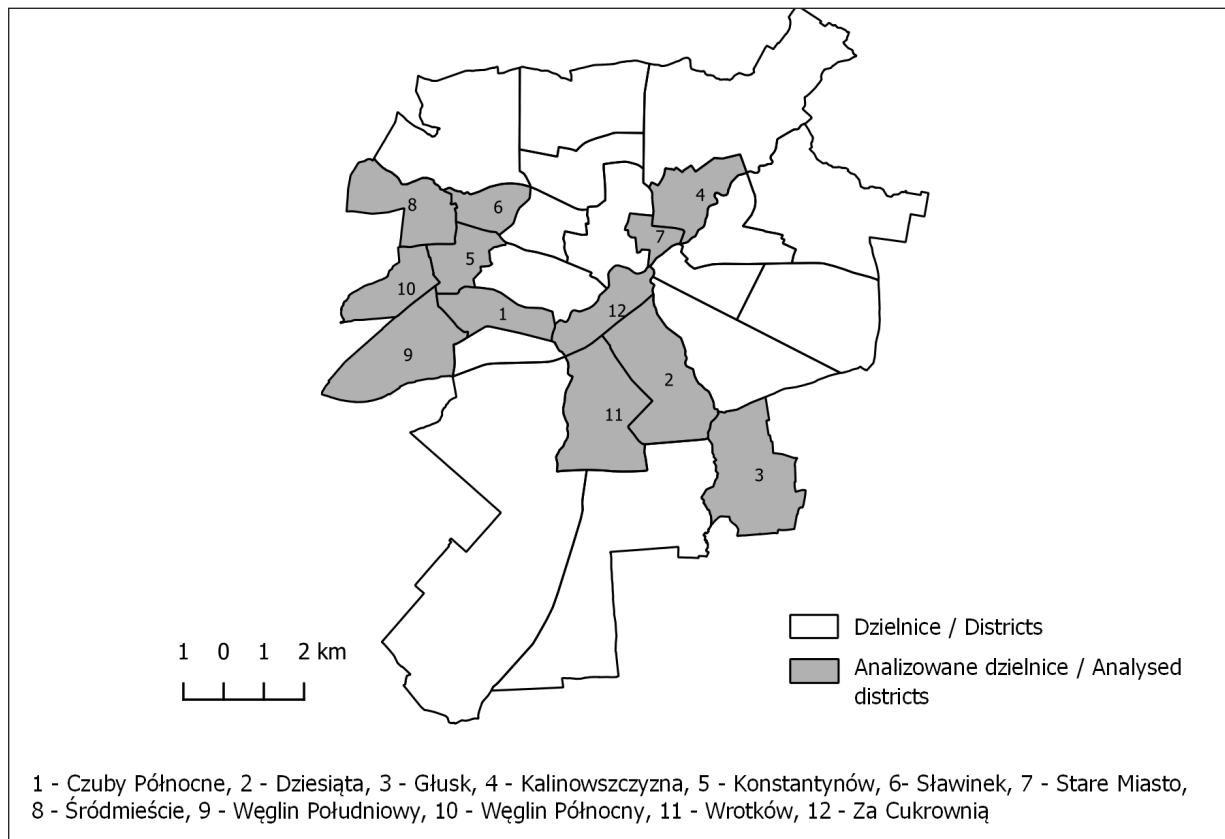 4
8
6
7
5
10
12
1
9
2
11
3
Dzielnice / Districts
Analizowane dzielnice / Analysed
districts
1 0 1 2 km
1 - Czuby Północne, 2 - Dziesiąta, 3 - Głusk, 4 - Kalinowszczyzna, 5 - Konstantynów, 6- Sławinek, 7 - Stare Miasto,
8 - Śródmieście, 9 - Węglin Południowy, 10 - Węglin Północny, 11 - Wrotków, 12 - Za Cukrownią